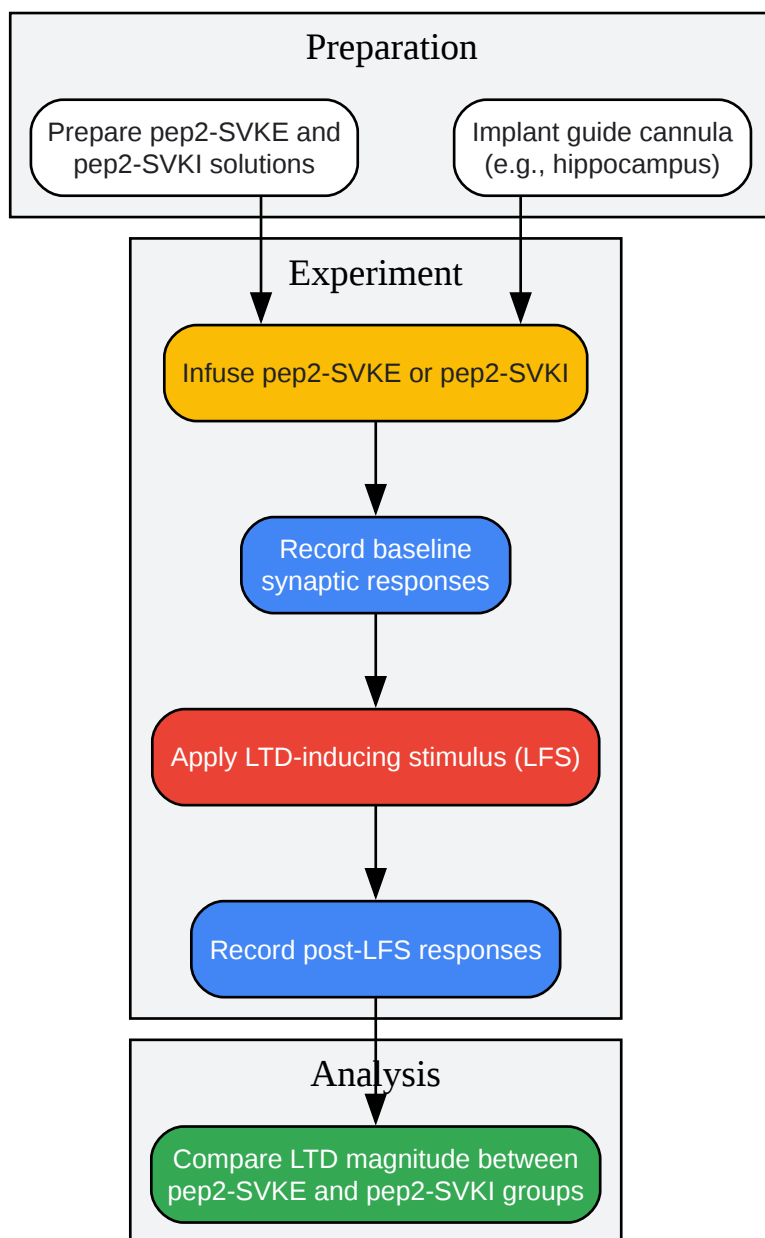 Preparation
Prepare pep2-SVKE and
pep2-SVKI solutions
Implant guide cannula
(e.g., hippocampus)
Experiment
Infuse pep2-SVKE or pep2-SVKI
Record baseline
synaptic responses
Apply LTD-inducing stimulus (LFS)
Record post-LFS responses
Analysis
Compare LTD magnitude between
pep2-SVKE and pep2-SVKI groups